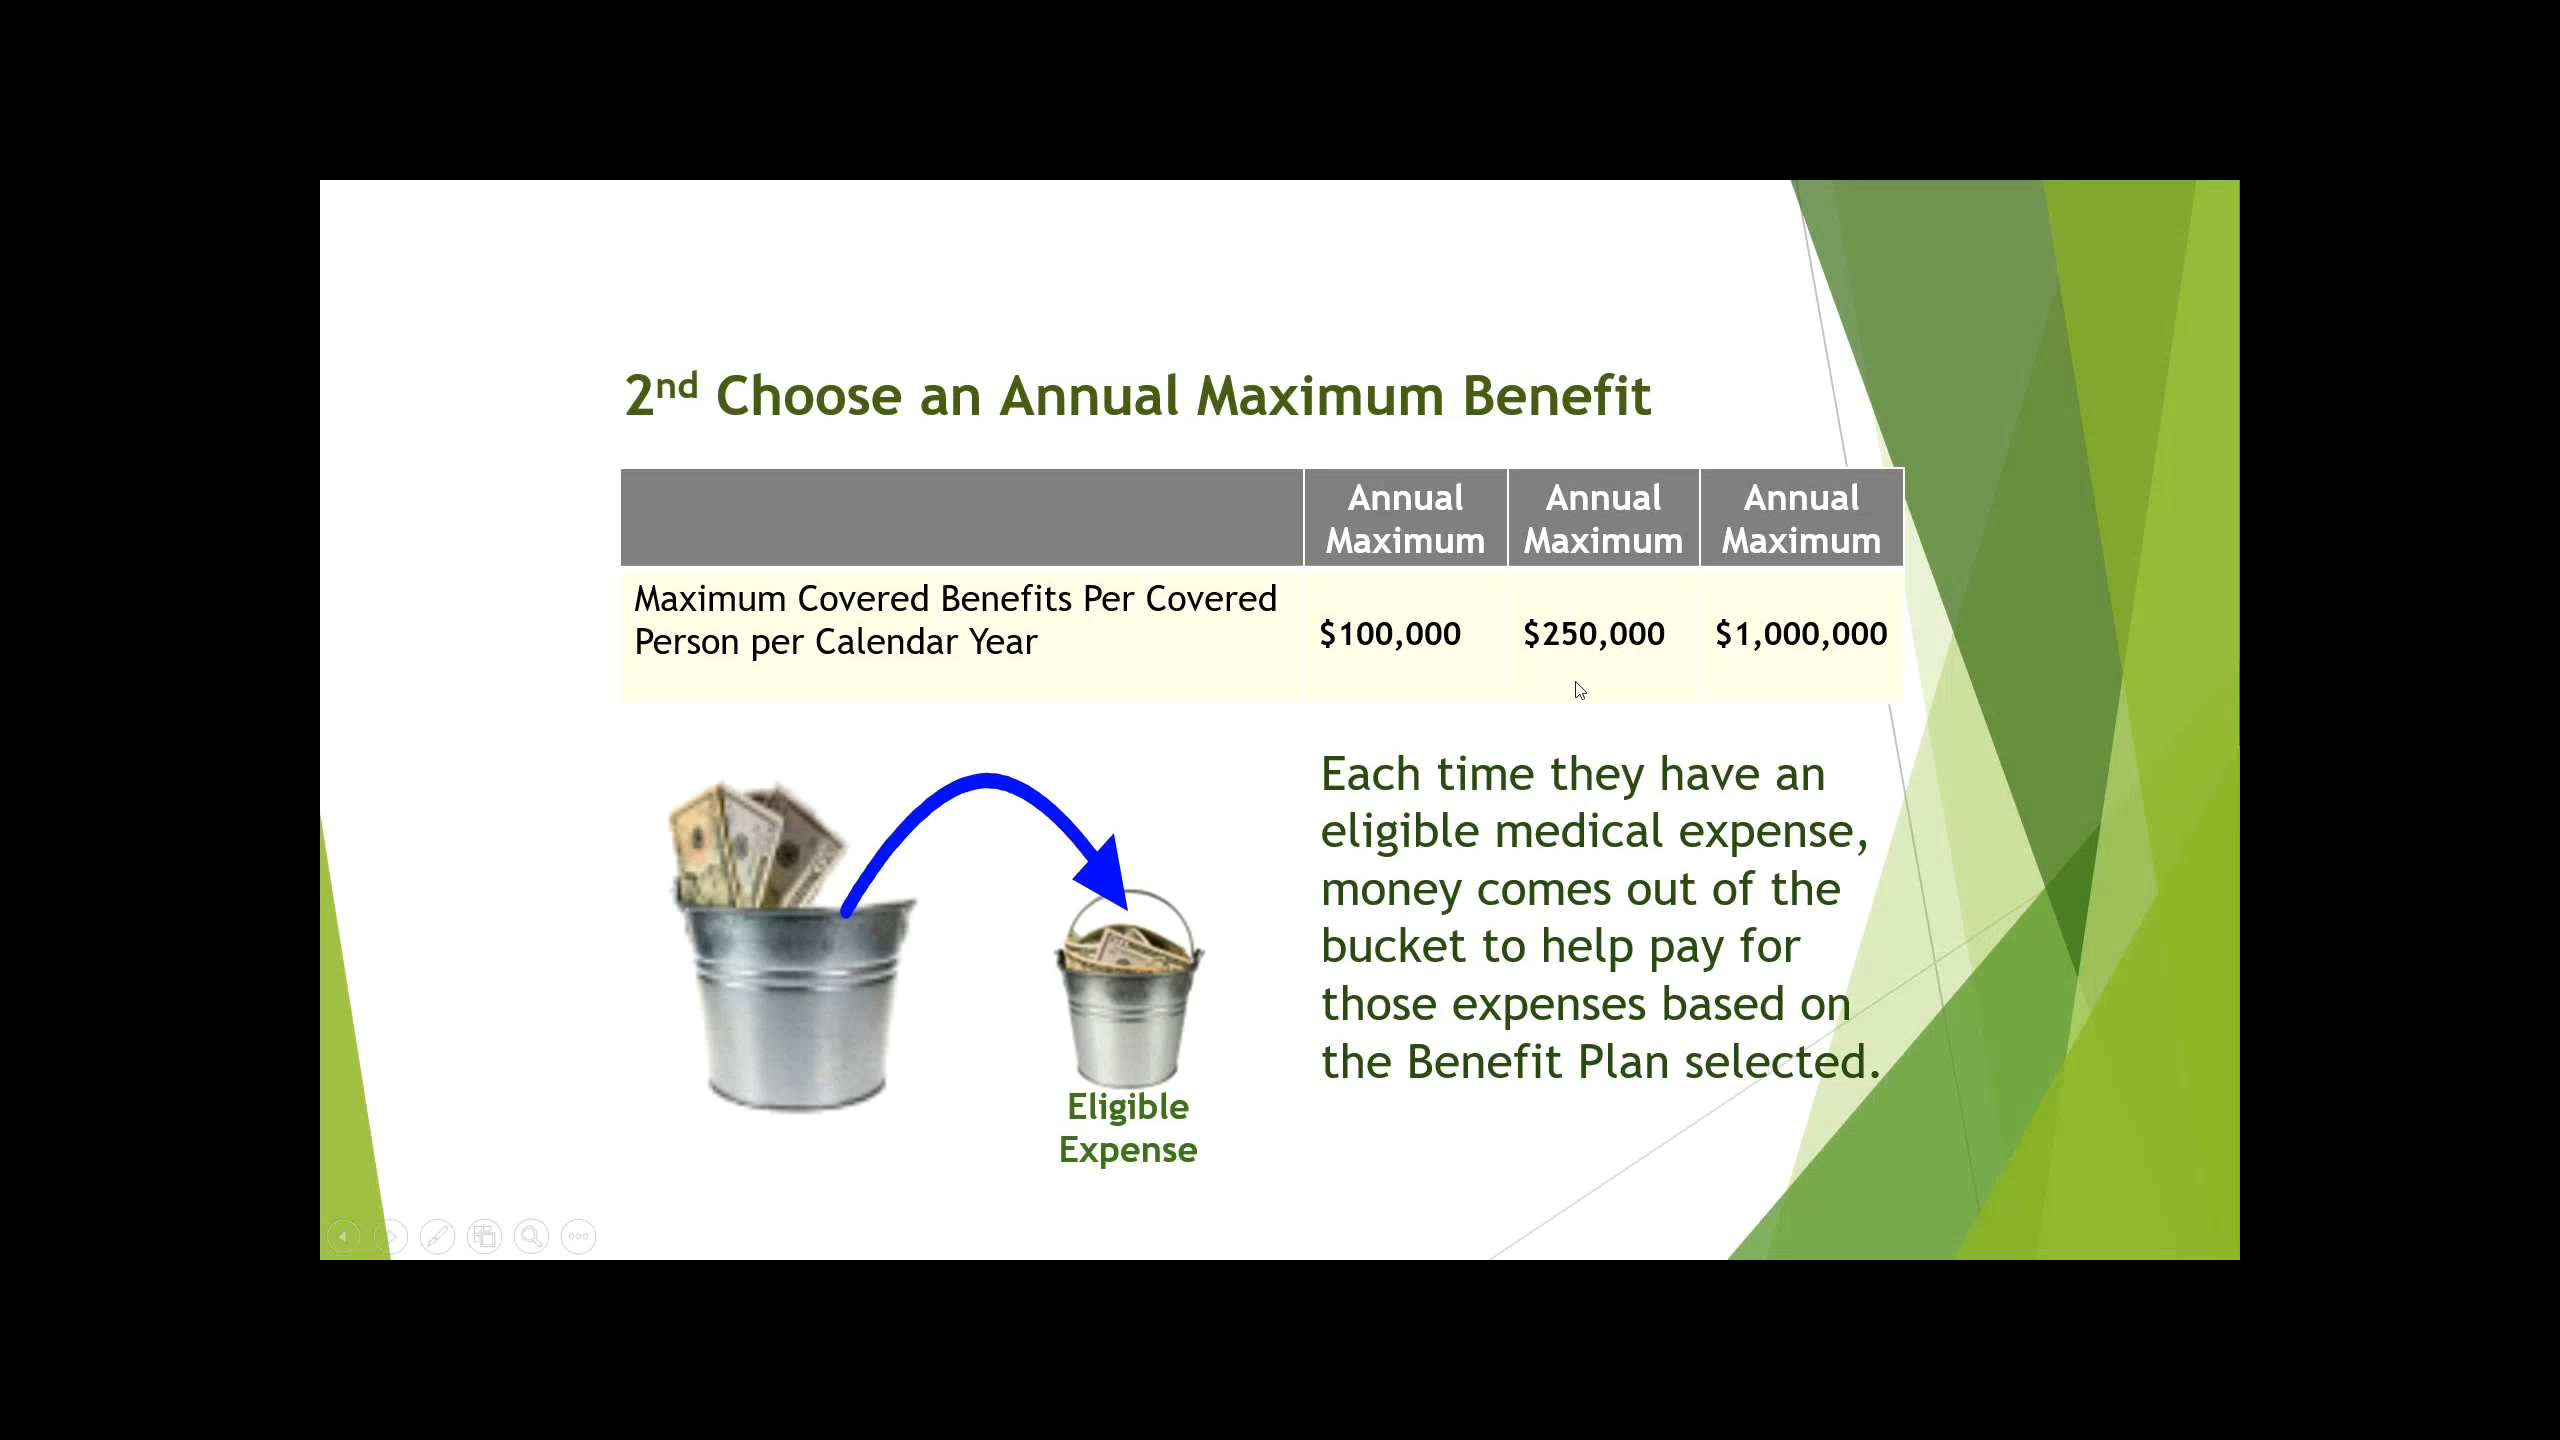 2nd Choose an Annual Maximum Benefit
Annual Maximum
Annual Maximum
Annual Maximum
Maximum Covered Benefits Per Covered
Person per Calendar Year
$100,000
$250,000
$1,000,000
Each time they have an
eligible medical expense,
money comes out of the
bucket to help pay for
those expenses based on
the Benefit Plan selected.
Eligible
Expense